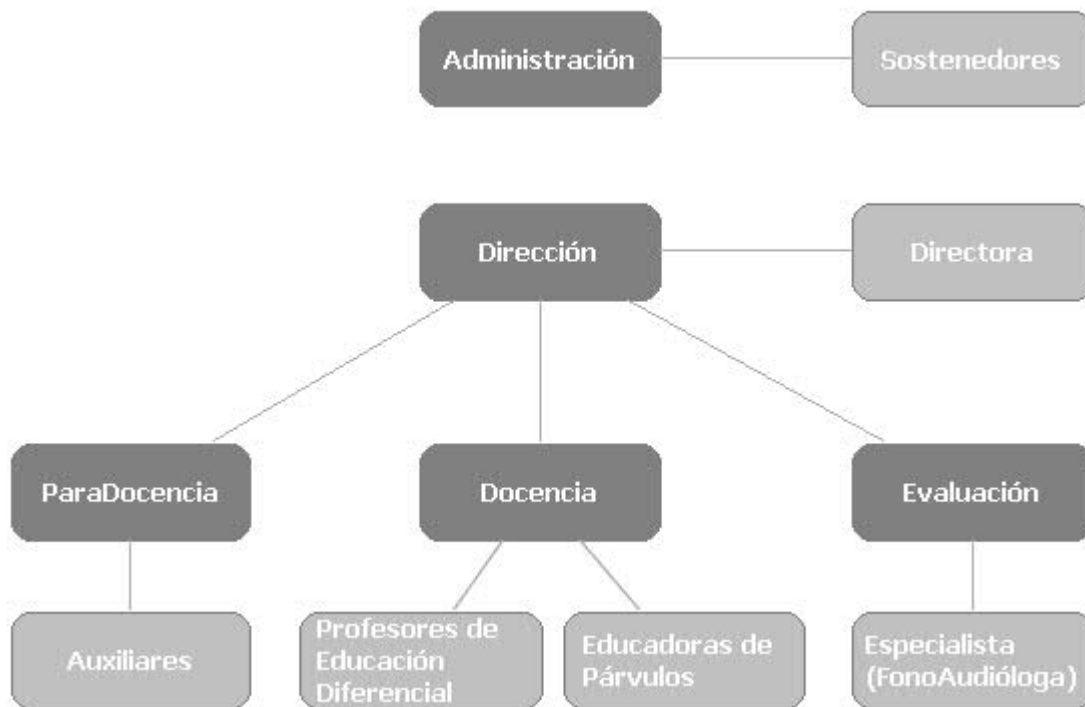 Administración
Sostenedores
Dirección
Directora
ParaDocencia
Docencia
Evaluación
Auxiliares
Profesores de
Educación
Diferencial
Educadoras de
Párvulos
Especialista
(FonoAudióloga)